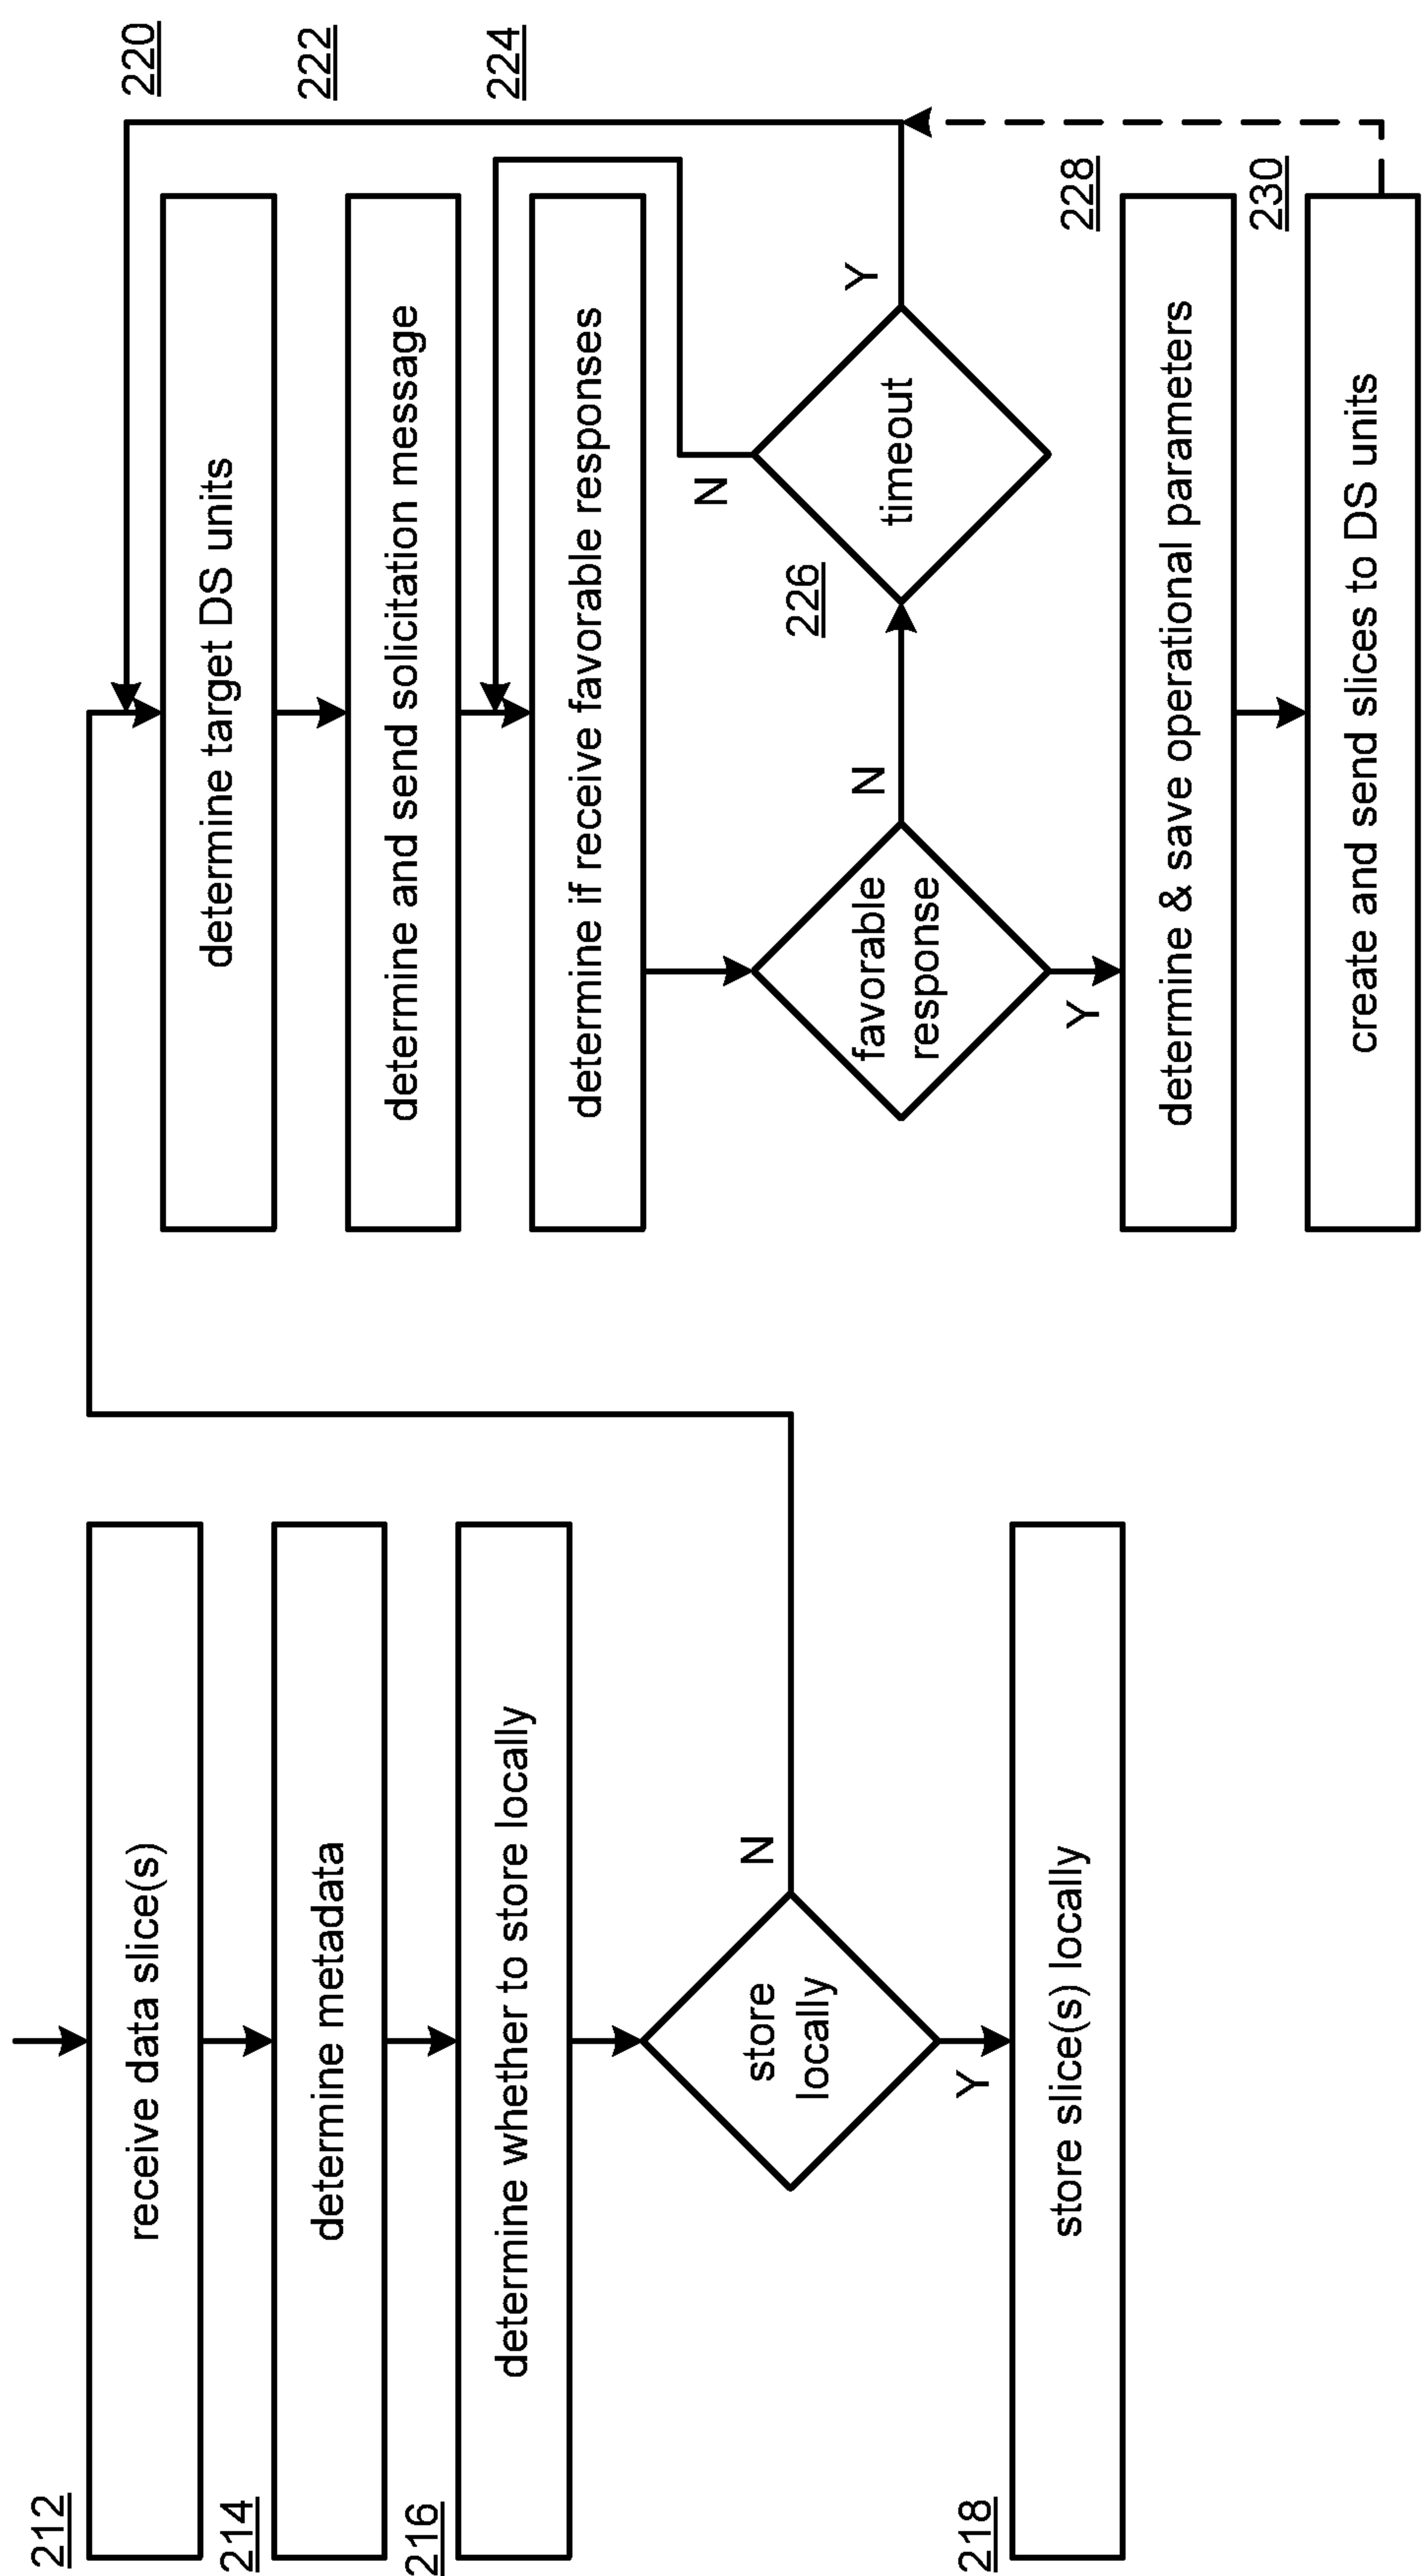 212
receive data slice(s)
214
determine metadata
216
determine whether to store locally
store
locally
N
Y
218
store slice(s) locally
220
determine target DS units
222
determine and send solicitation message
224
determine if receive favorable responses
favorable
response
N
226
timeout
N
Y
Y
228
determine & save operational parameters
230
create and send slices to DS units